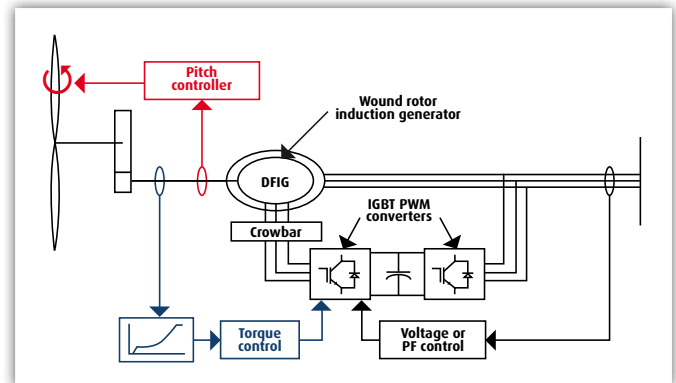 Pitch
controller
Wound rotor
induction generator
DFIG
IGBT PWM
converters
Crowbar
Torque
control
Voltage or
PF control